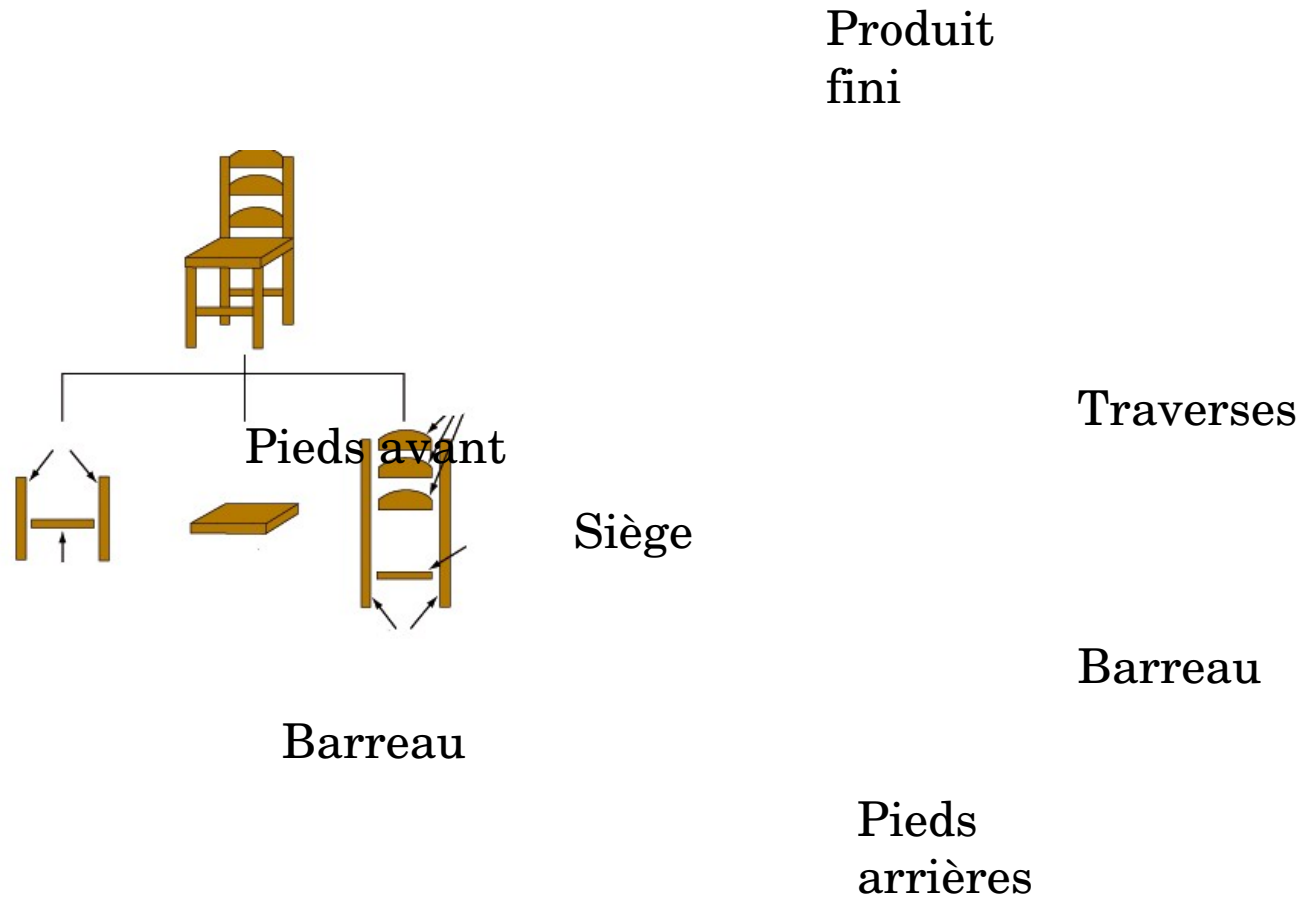 Produit
fini
Traverses
Pieds avant
Siège
Barreau
Barreau
Pieds
arrières